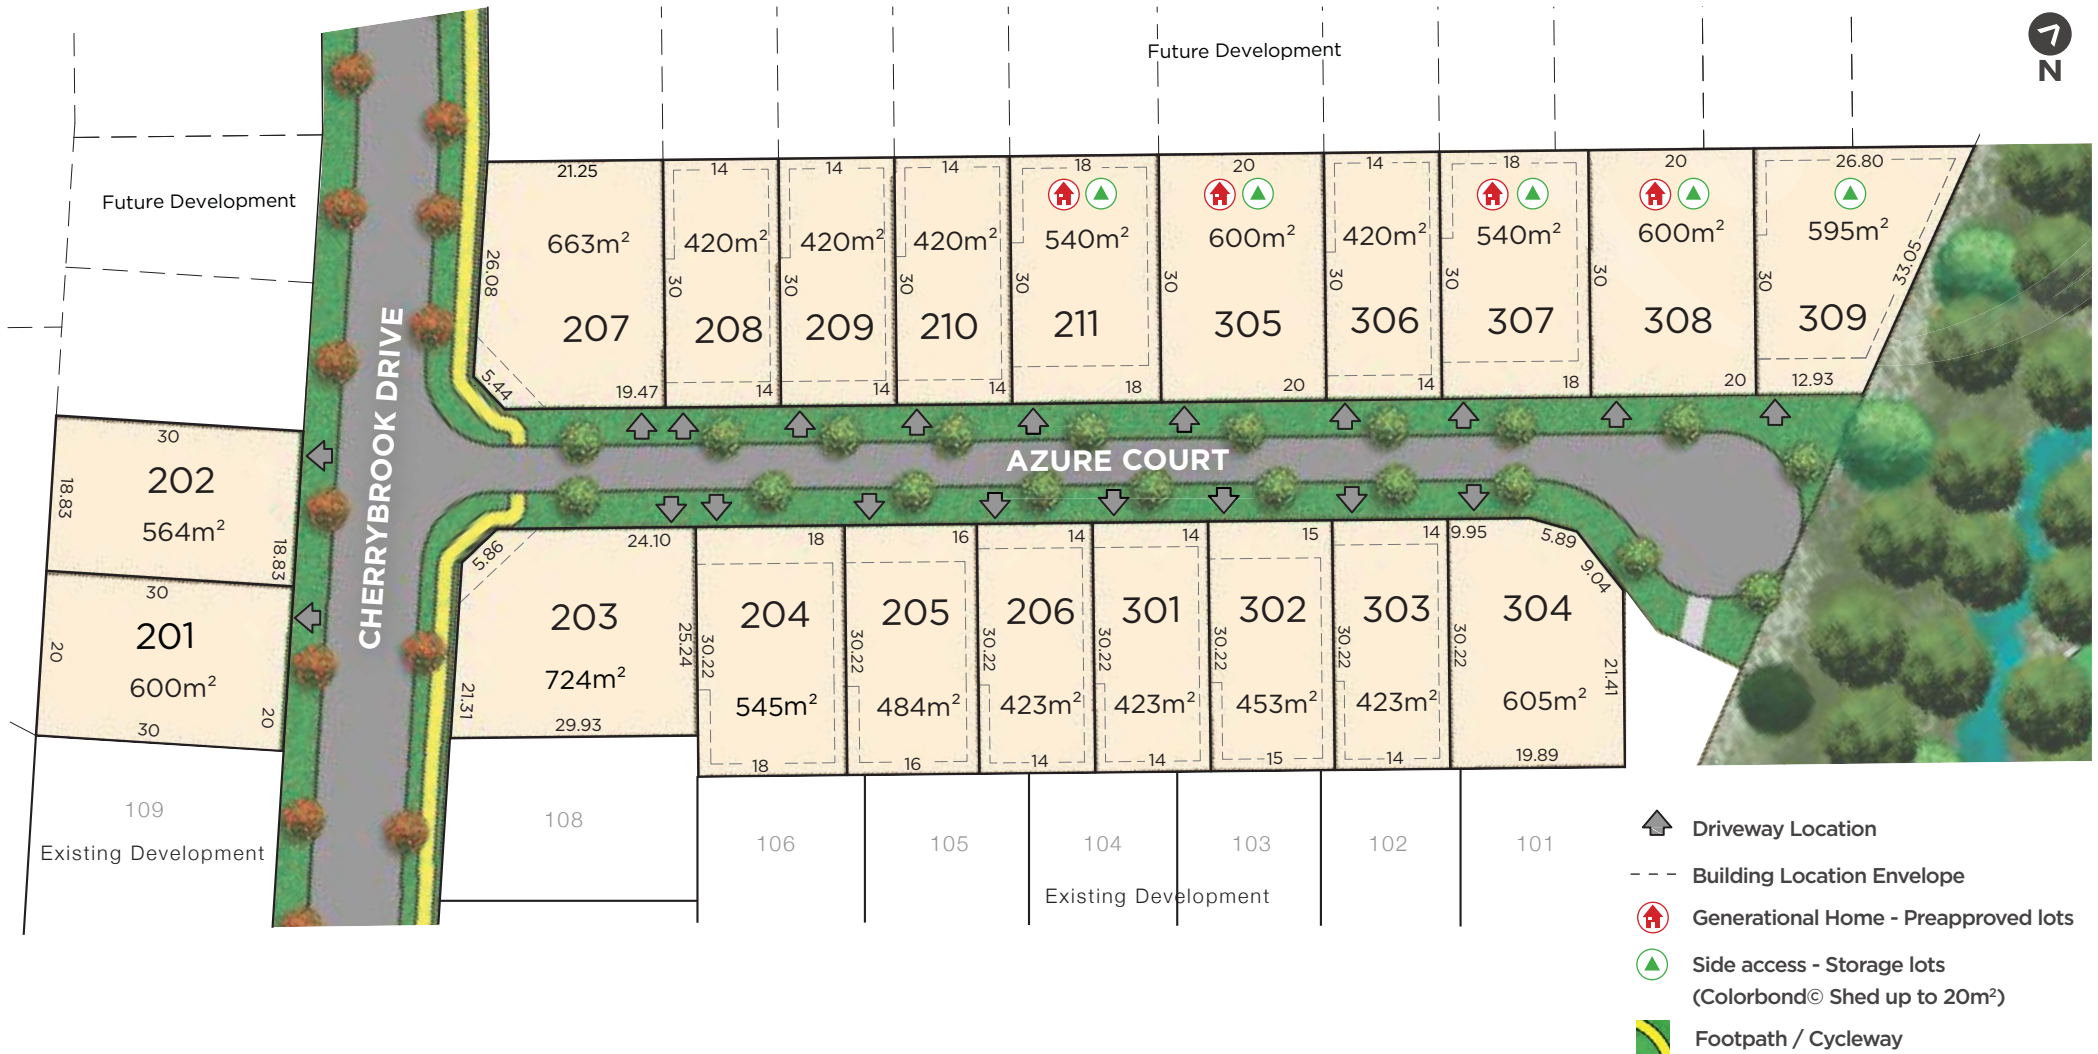 Future Development
N
Future Development
21.25
14
14
14
18
20
14
18
20
26.80
663m²
420m²
420m²
420m²
540m²
600m²
420m²
540m²
600m²
595m²
26.08
30
30
30
30
30
30
30
30
30
33.05
207
208
209
210
211
305
306
307
308
309
5.44
19.47
14
14
14
18
20
14
18
20
12.93
CHERRYBROOK DRIVE
AZURE COURT
30
202
18.83
564m²
18.83
30
201
20
600m²
20
30
5.86
24.10
18
16
14
14
15
14
9.95
5.89
9.04
203
204
205
206
301
302
303
304
25.24
30.22
30.22
30.22
30.22
30.22
30.22
30.22
21.31
21.41
724m²
545m²
484m²
423m²
423m²
453m²
423m²
605m²
29.93
18
16
14
14
15
14
19.89
109
Existing Development
108
106
105
104
103
102
101
Existing Development
Driveway Location
Building Location Envelope
Generational Home - Preapproved lots
Side access - Storage lots
(Colorbond© Shed up to 20m²)
Footpath / Cycleway